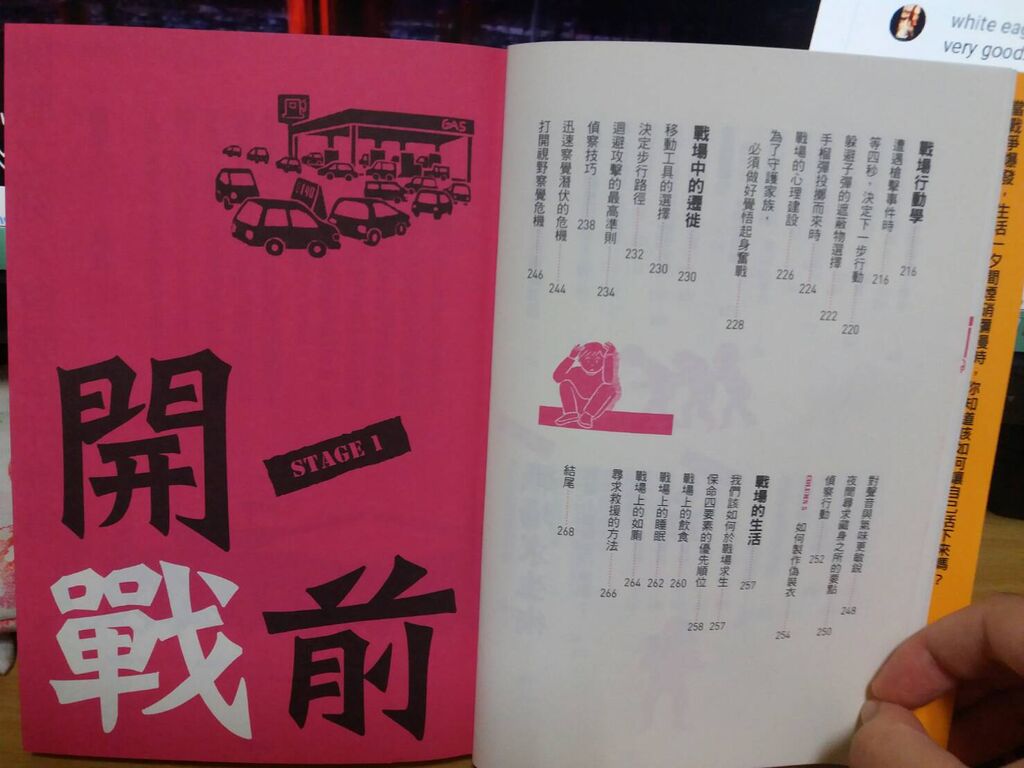 white eag
very good
當戰爭爆發，生活一夕間煙硝瀰漫時，你知道該如何讓自己活下來嗎？
戰場行動學 216
遭遇槍擊事件時 216
等四秒，決定下一步行動 220
躲避子彈的遮蔽物選擇 222
手榴彈投擲而來時 224
戰場的心理建設 226
為了守護家族，
必須做好覺悟起身奮戰 228
戰場中的遷徙 230
移動工具的選擇 230
決定步行路徑 232
迴避攻擊的最高準則 234
偵察技巧 238
迅速察覺潛伏的危機 244
打開視野察覺危機 246
對聲音與氣味更敏銳 248
夜間尋求藏身之所的要點 250
偵察行動 252
COLUMN 5 如何製作偽裝衣 254
戰場的生活 257
我們該如何於戰場求生 257
保命四要素的優先順位 258
戰場上的飲食 260
戰場上的睡眠 262
戰場上的如廁 264
尋求救援的方法 266
結尾 268
GAS
STAGE 1
開戰前